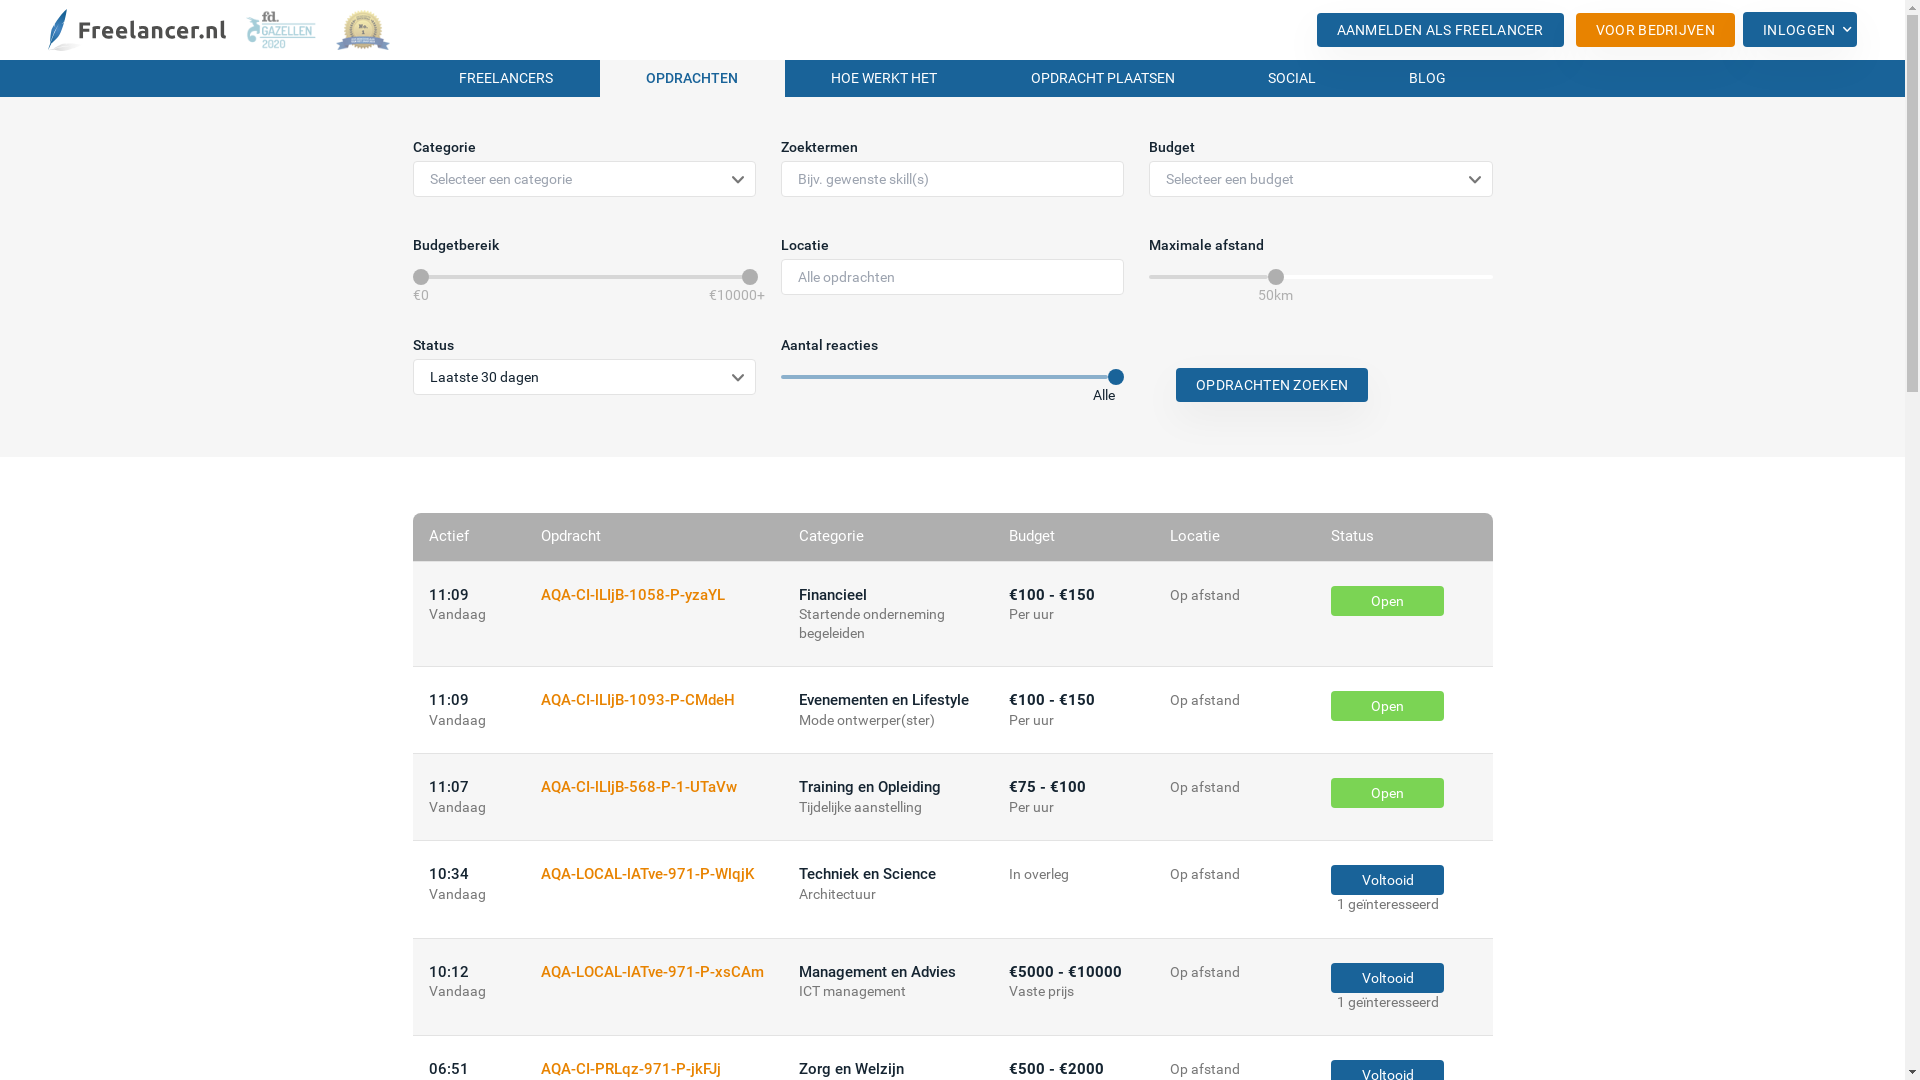 Freelancer.nl
fd.
GAZELLEN
2020
AANMELDEN ALS FREELANCER
VOOR BEDRIJVEN
INLOGGEN
FREELANCERS
OPDRACHTEN
HOE WERKT HET
OPDRACHT PLAATSEN
SOCIAL
BLOG
Categorie
Selecteer een categorie
Zoektermen
Bijv. gewenste skill(s)
Budget
Selecteer een budget
Budgetbereik
€0
€10000+
Locatie
Alle opdrachten
Maximale afstand
50km
Status
Laatste 30 dagen
Aantal reacties
Alle
OPDRACHTEN ZOEKEN
Actief Opdracht Categorie Budget Locatie Status
11:09 AQA-CI-lLIjB-1058-P-yzaYL Financieel €100 - €150 Op afstand Open
Vandaag Startende onderneming Per uur
begeleiden
11:09 AQA-CI-lLIjB-1093-P-CMdeH Evenementen en Lifestyle €100 - €150 Op afstand Open
Vandaag Mode ontwerper(ster) Per uur
11:07 AQA-CI-lLIjB-568-P-1-UTaVw Training en Opleiding €75 - €100 Op afstand Open
Vandaag Tijdelijke aanstelling Per uur
10:34 AQA-LOCAL-lATve-971-P-WlqjK Techniek en Science In overleg Op afstand Voltooid
Vandaag Architectuur 1 geïnteresseerd
10:12 AQA-LOCAL-lATve-971-P-xsCAm Management en Advies €5000 - €10000 Op afstand Voltooid
Vandaag ICT management Vaste prijs 1 geïnteresseerd
06:51 AQA-CI-PRLqz-971-P-jkFJj Zorg en Welzijn €500 - €2000 Op afstand Voltooid